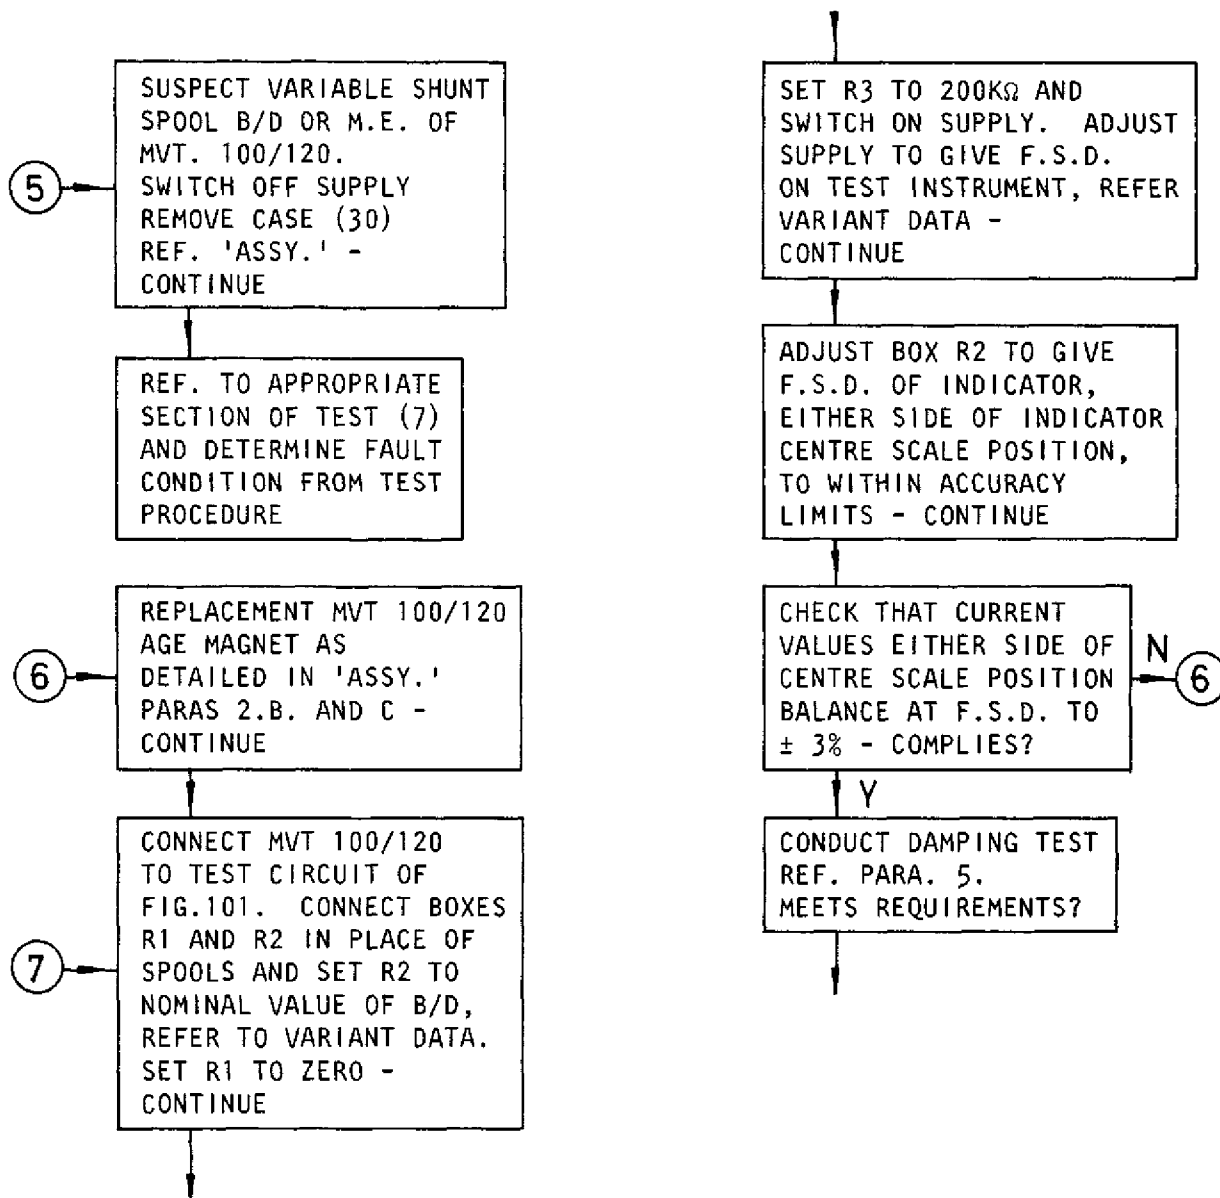 5
SUSPECT VARIABLE SHUNT
SPOOL B/D OR M.E. OF
MVT. 100/120.
SWITCH OFF SUPPLY
REMOVE CASE (30)
REF. 'ASSY.' -
CONTINUE
REF. TO APPROPRIATE
SECTION OF TEST (7)
AND DETERMINE FAULT
CONDITION FROM TEST
PROCEDURE
6
REPLACEMENT MVT 100/120
AGE MAGNET AS
DETAILED IN 'ASSY.'
PARAS 2.B. AND C -
CONTINUE
7
CONNECT MVT 100/120
TO TEST CIRCUIT OF
FIG.101. CONNECT BOXES
R1 AND R2 IN PLACE OF
SPOOLS AND SET R2 TO
NOMINAL VALUE OF B/D,
REFER TO VARIANT DATA.
SET R1 TO ZERO -
CONTINUE
SET R3 TO 200KΩ AND
SWITCH ON SUPPLY. ADJUST
SUPPLY TO GIVE F.S.D.
ON TEST INSTRUMENT, REFER
VARIANT DATA -
CONTINUE
ADJUST BOX R2 TO GIVE
F.S.D. OF INDICATOR,
EITHER SIDE OF INDICATOR
CENTRE SCALE POSITION,
TO WITHIN ACCURACY
LIMITS - CONTINUE
CHECK THAT CURRENT
VALUES EITHER SIDE OF
CENTRE SCALE POSITION
BALANCE AT F.S.D. TO
± 3% - COMPLIES?
N
6
Y
CONDUCT DAMPING TEST
REF. PARA. 5.
MEETS REQUIREMENTS?